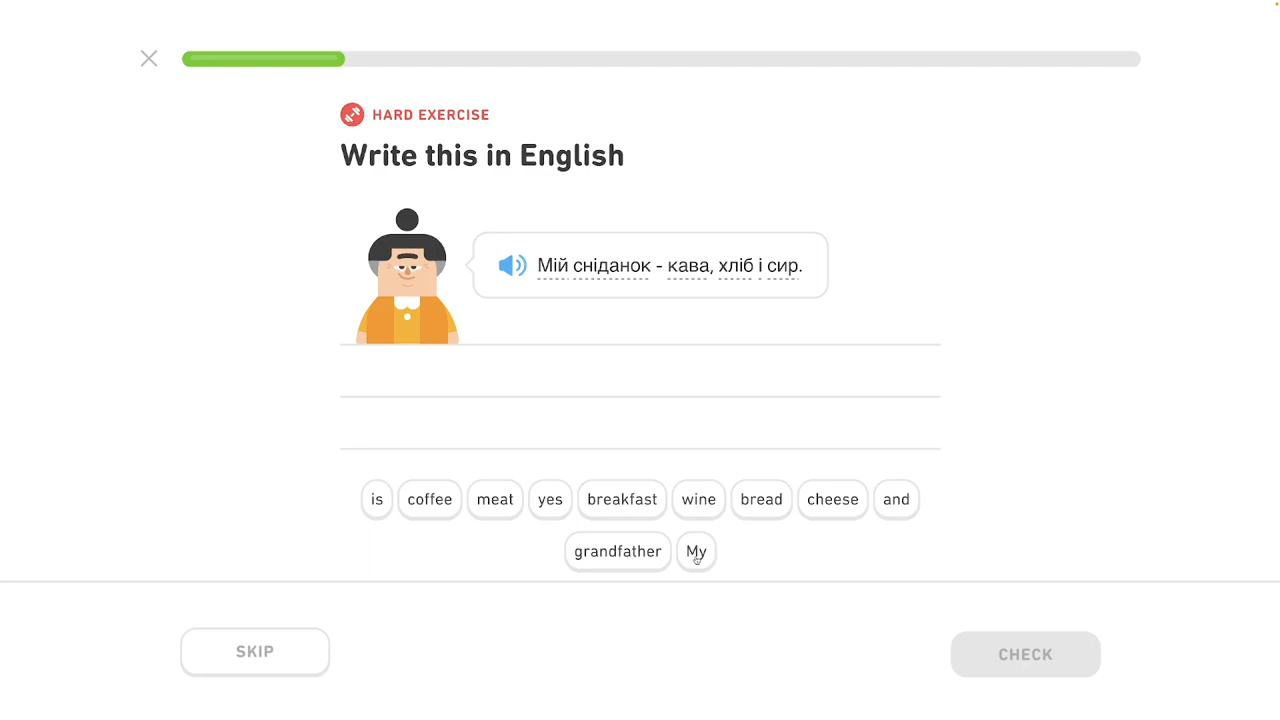 HARD EXERCISE
Write this in English
Мій сніданок - кава, хліб і сир.
is coffee meat yes breakfast wine bread cheese and
grandfather My
SKIP CHECK